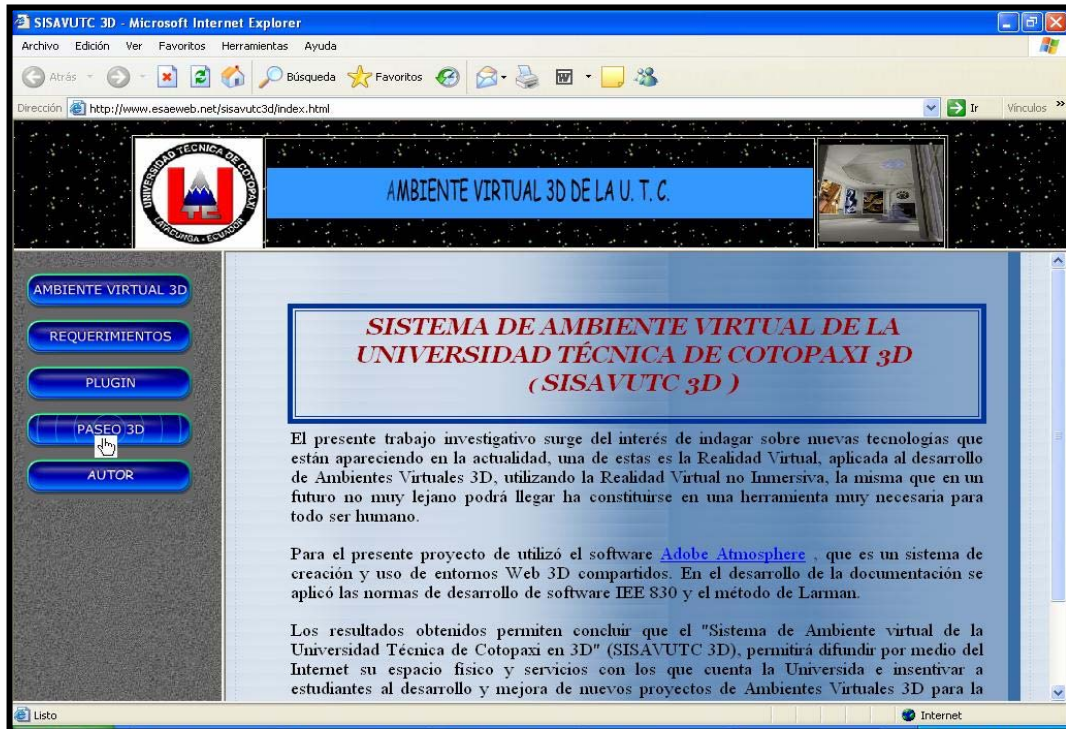 SISAVUTC 3D - Microsoft Internet Explorer
Archivo Edición Ver Favoritos Herramientas Ayuda
Atrás Búsqueda Favoritos
Dirección http://www.esaeweb.net/sisavutc3d/index.html Ir Vínculos »
UNIVERSIDAD TECNICA DE COTOPAXI
UTC
LATACUNGA - ECUADOR
AMBIENTE VIRTUAL 3D DE LA U. T. C.
AMBIENTE VIRTUAL 3D
REQUERIMIENTOS
PLUGIN
PASEO 3D
AUTOR
SISTEMA DE AMBIENTE VIRTUAL DE LA
UNIVERSIDAD TÉCNICA DE COTOPAXI 3D
( SISAVUTC 3D )
El presente trabajo investigativo surge del interés de indagar sobre nuevas tecnologías que
están apareciendo en la actualidad, una de estas es la Realidad Virtual, aplicada al desarrollo
de Ambientes Virtuales 3D, utilizando la Realidad Virtual no Inmersiva, la misma que en un
futuro no muy lejano podrá llegar ha constituirse en una herramienta muy necesaria para
todo ser humano.
Para el presente proyecto de utilizó el software Adobe Atmosphere , que es un sistema de
creación y uso de entornos Web 3D compartidos. En el desarrollo de la documentación se
aplicó las normas de desarrollo de software IEE 830 y el método de Larman.
Los resultados obtenidos permiten concluir que el "Sistema de Ambiente virtual de la
Universidad Técnica de Cotopaxi en 3D" (SISAVUTC 3D), permitirá difundir por medio del
Internet su espacio físico y servicios con los que cuenta la Universida e insentivar a
estudiantes al desarrollo y mejora de nuevos proyectos de Ambientes Virtuales 3D para la
Listo Internet